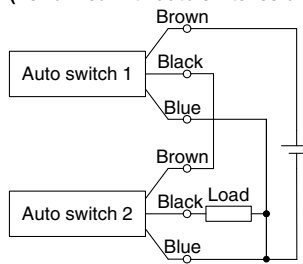 Brown
Black
Auto switch 1
Blue
Brown
Black Load
Auto switch 2
Blue